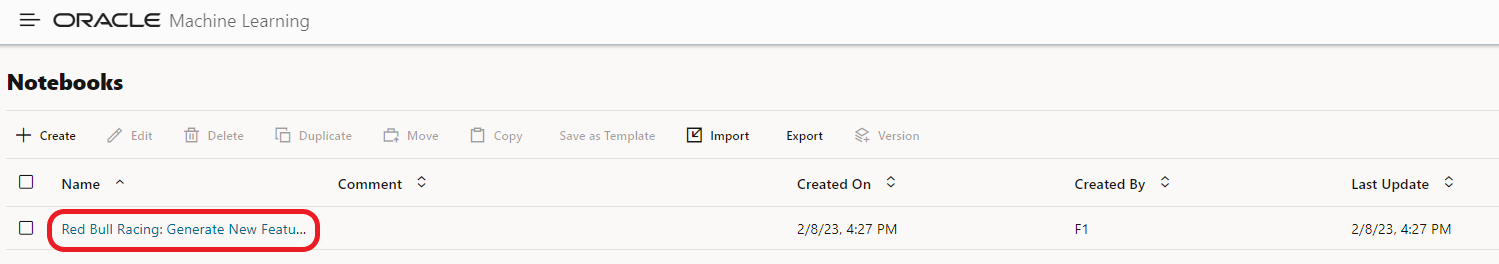 ORACLE Machine Learning
Notebooks
Create Edit Delete Duplicate Move Copy Save as Template Import Export Version
Name Comment Created On Created By Last Update
Red Bull Racing: Generate New Featu... 2/8/23, 4:27 PM F1 2/8/23, 4:27 PM